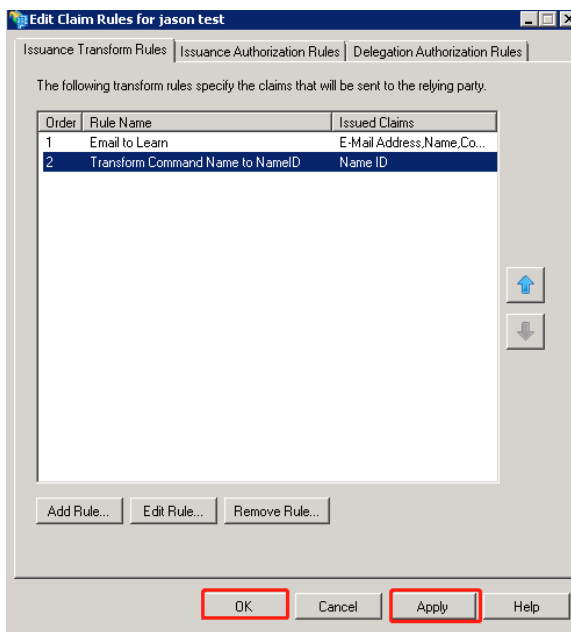 Edit Claim Rules for jason test
Issuance Transform Rules Issuance Authorization Rules Delegation Authorization Rules
The following transform rules specify the claims that will be sent to the relying party.
Order Rule Name Issued Claims
1 Email to Learn E-Mail Address,Name,Co...
2 Transform Command Name to NameID Name ID
Add Rule... Edit Rule... Remove Rule...
OK Cancel Apply Help